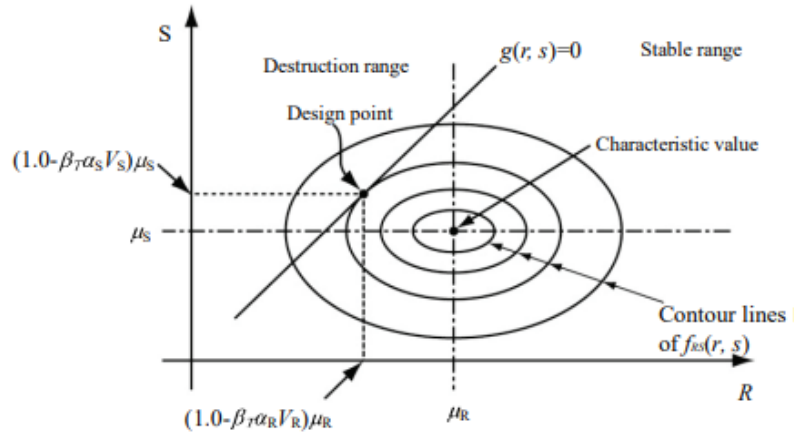 S
g(r, s)=0
Stable range
Destruction range
Design point
Characteristic value
(1.0-βTαSVS)μS
μS
Contour lines
of fRS(r, s)
(1.0-βTαRVR)μR
μR
R